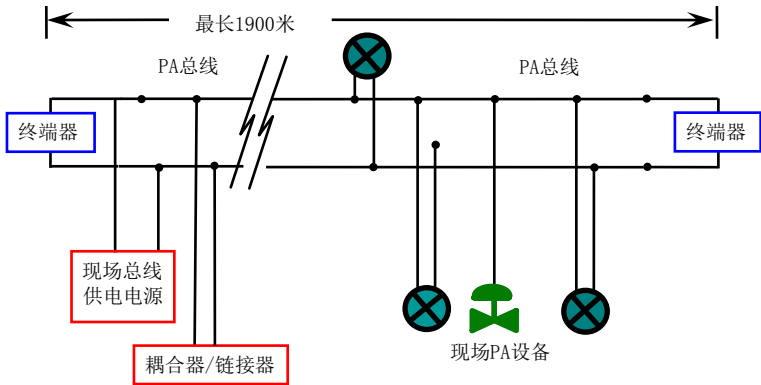 最长1900米
PA总线
PA总线
终端器
终端器
现场总线
供电电源
现场PA设备
耦合器/链接器